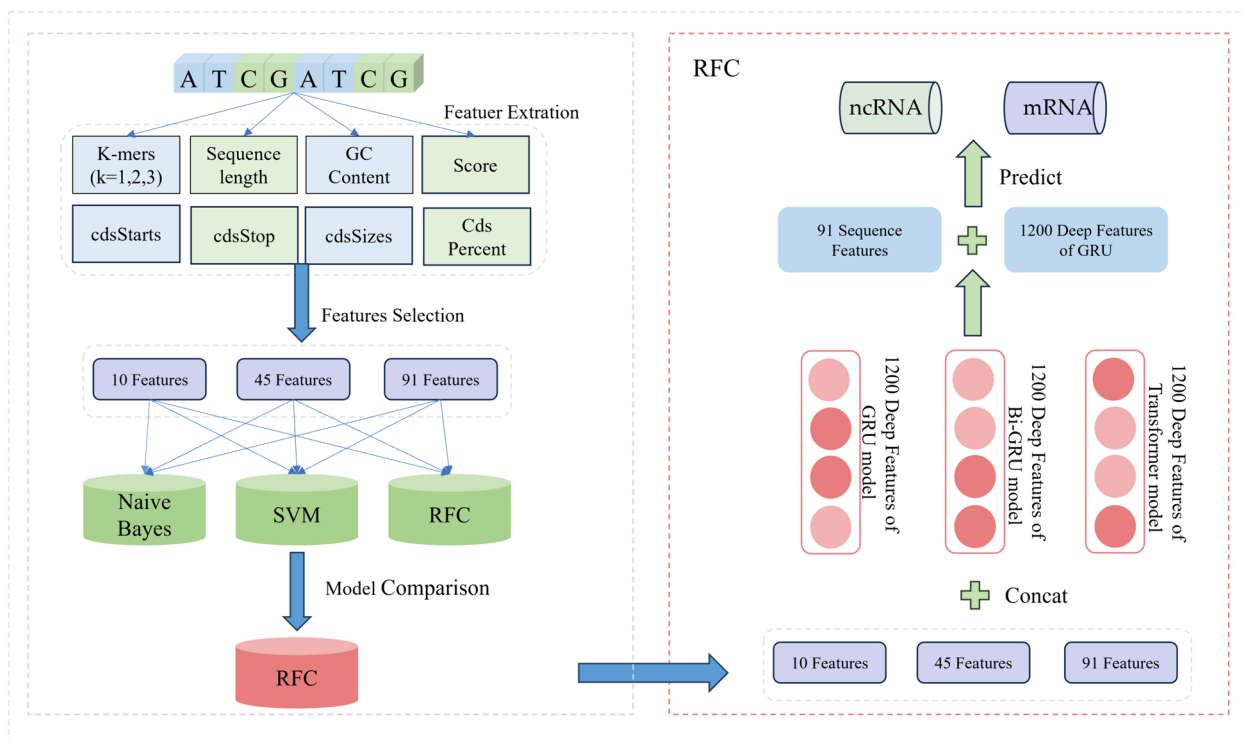 A T C G A T C G
Featuer Extration
K-mers
(k=1,2,3)
Sequence
length
GC
Content
Score
cdsStarts
cdsStop
cdsSizes
Cds
Percent
Features Selection
10 Features
45 Features
91 Features
Naive
Bayes
SVM
RFC
Model Comparison
RFC
RFC
ncRNA
mRNA
Predict
91 Sequence
Features
1200 Deep Features
of GRU
1200 Deep Features of
GRU model
1200 Deep Features of
Bi-GRU model
1200 Deep Features of
Transformer model
Concat
10 Features
45 Features
91 Features